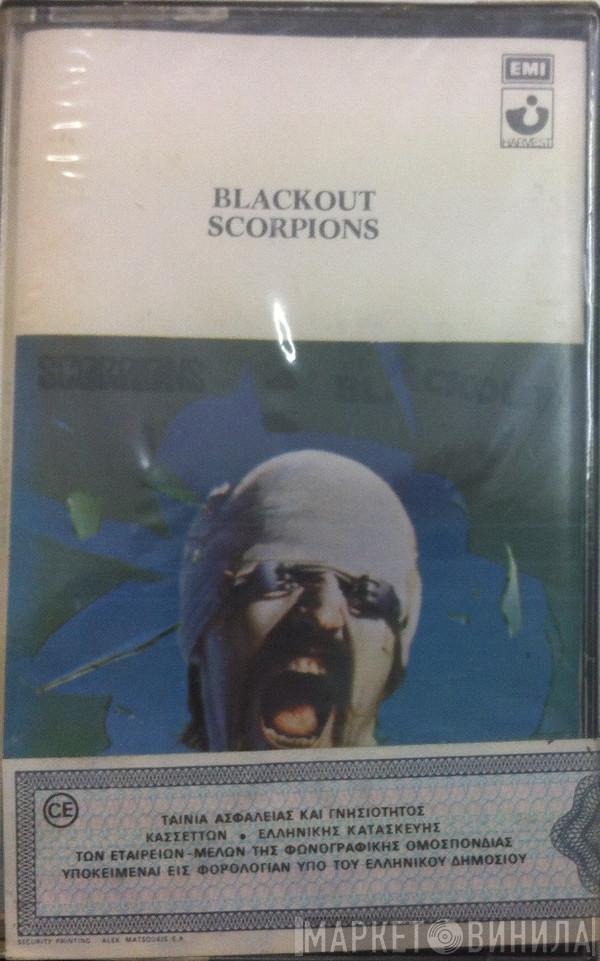 EMI
HARVEST
BLACKOUT
SCORPIONS
SCORPIONS
BLACKOUT
CE
ΤΑΙΝΙΑ ΑΣΦΑΛΕΙΑΣ ΚΑΙ ΓΝΗΣΙΟΤΗΤΟΣ
ΚΑΣΣΕΤΤΩΝ • ΕΛΛΗΝΙΚΗΣ ΚΑΤΑΣΚΕΥΗΣ
ΤΩΝ ΕΤΑΙΡΕΙΩΝ-ΜΕΛΩΝ ΤΗΣ ΦΩΝΟΓΡΑΦΙΚΗΣ ΟΜΟΣΠΟΝΔΙΑΣ
ΥΠΟΚΕΙΜΕΝΑΙ ΕΙΣ ΦΟΡΟΛΟΓΙΑΝ ΥΠΟ ΤΟΥ ΕΛΛΗΝΙΚΟΥ ΔΗΜΟΣΙΟΥ
SECURITY PRINTING - ALEX MATSOUKIS S.A.
МАРКЕТ ВИНИЛА